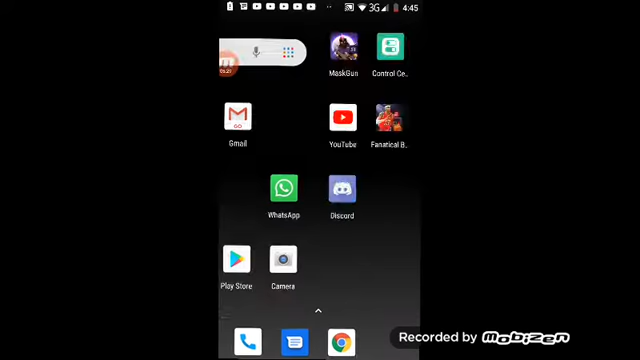 3G 4:45
MaskGun
Control Ce..
Gmail
YouTube
Fanatical B..
WhatsApp
Discord
Play Store
Camera
Recorded by MOBIZEN